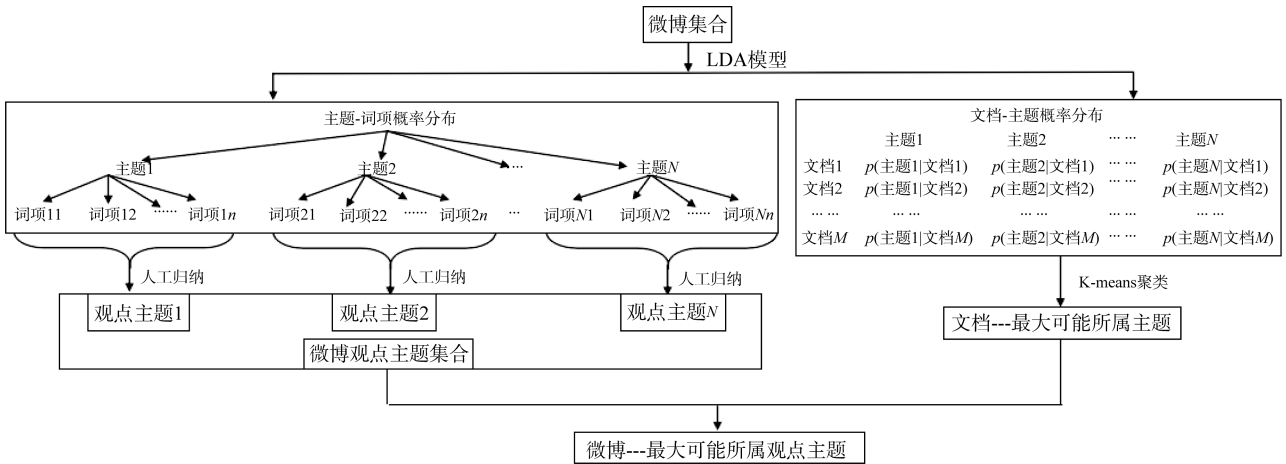 微博集合
LDA模型
主题-词项概率分布
主题1 主题2 ... 主题N
词项11 词项12 ...... 词项1n 词项21 词项22 ...... 词项2n ... 词项N1 词项N2 ...... 词项Nn
人工归纳 人工归纳 人工归纳
观点主题1 观点主题2 观点主题N
微博观点主题集合
文档-主题概率分布
主题1 主题2 ... ... 主题N
文档1 p(主题1|文档1) p(主题2|文档1) ... ... p(主题N|文档1)
文档2 p(主题1|文档2) p(主题2|文档2) ... ... p(主题N|文档2)
... ... ... ... ... ... ... ... ... ...
文档M p(主题1|文档M) p(主题2|文档M) ... ... p(主题N|文档M)
K-means聚类
文档---最大可能所属主题
微博---最大可能所属观点主题